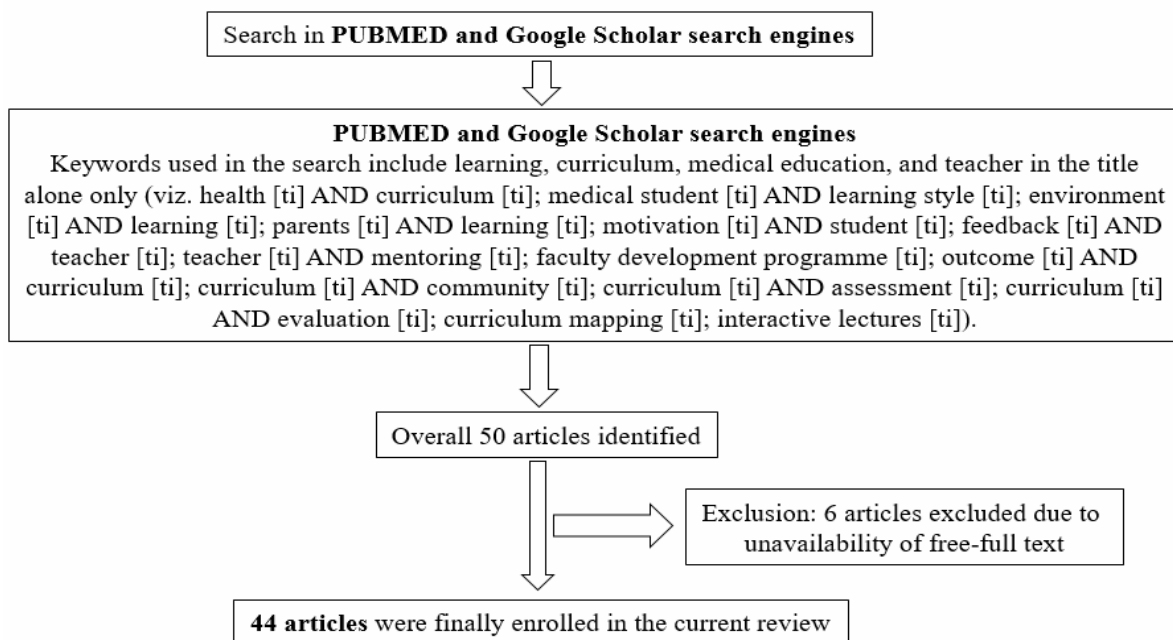 Search in PUBMED and Google Scholar search engines
PUBMED and Google Scholar search engines
Keywords used in the search include learning, curriculum, medical education, and teacher in the title
alone only (viz. health [ti] AND curriculum [ti]; medical student [ti] AND learning style [ti]; environment
[ti] AND learning [ti]; parents [ti] AND learning [ti]; motivation [ti] AND student [ti]; feedback [ti] AND
teacher [ti]; teacher [ti] AND mentoring [ti]; faculty development programme [ti]; outcome [ti] AND
curriculum [ti]; curriculum [ti] AND community [ti]; curriculum [ti] AND assessment [ti]; curriculum [ti]
AND evaluation [ti]; curriculum mapping [ti]; interactive lectures [ti]).
Overall 50 articles identified
Exclusion: 6 articles excluded due to
unavailability of free-full text
44 articles were finally enrolled in the current review